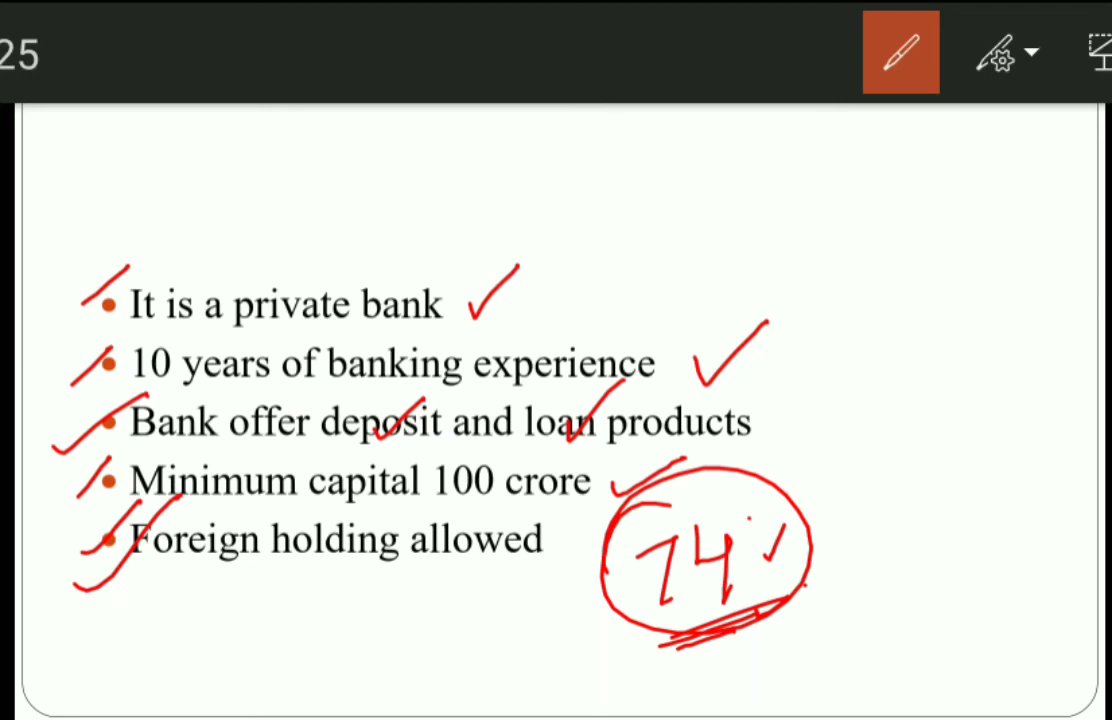 25
It is a private bank
10 years of banking experience
Bank offer deposit and loan products
Minimum capital 100 crore
Foreign holding allowed
74